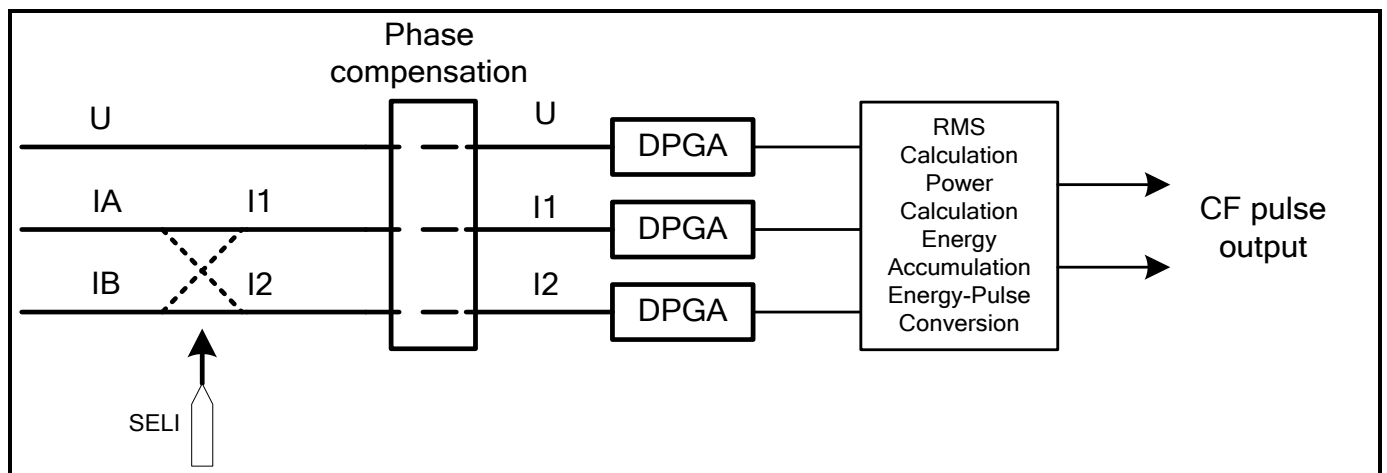 Phase
compensation
U
U
DPGA
IA
I1
I1
DPGA
IB
I2
I2
DPGA
RMS
Calculation
Power
Calculation
Energy
Accumulation
Energy-Pulse
Conversion
CF pulse
output
SELI